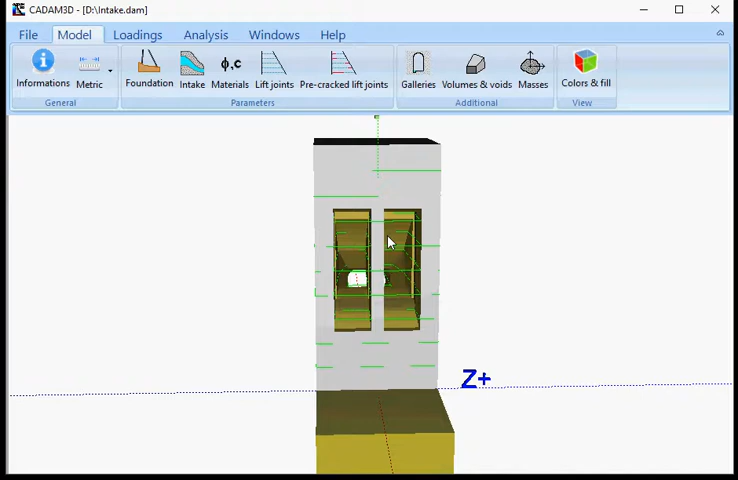 CADAM3D - [D:\Intake.dam]
File Model Loadings Analysis Windows Help
Informations Metric Foundation Intake Materials Lift joints Pre-cracked lift joints Galleries Volumes & voids Masses Colors & fill
General Parameters Additional View
Z+